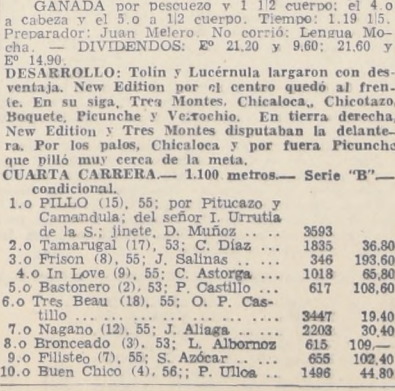 GANADA por pescuezo y 1 1|2 cuerpo; el 4.o
a cabeza y el 5.o a 1|2 cuerpo. Tiempo: 1.19 1|5.
Preparador: Juan Melero. No corrió: Lengua Mo-
cha. — DIVIDENDOS: Eº 21,20 y 9,60; 21,60 y
Eº 14,90.
DESARROLLO: Tolín y Lucérnula largaron con des-
ventaja. New Edition por el centro quedó al fren-
te. En su siga, Tres Montes, Chicaloca,, Chicotazo,
Boquete, Picunche y Verrochio. En tierra derecha,
New Edition y Tres Montes disputaban la delante-
ra. Por los palos, Chicaloca y por fuera Picunche
que pilló muy cerca de la meta.
CUARTA CARRERA.— 1.100 metros.— Serie "B"—
condicional.
1.o PILLO (15), 55; por Pitucazo y
Camandula; del señor I. Urrutia
de la S.; jinete, D. Muñoz .. .. 3593
2.o Tamarugal (17), 53; C. Díaz ... 1835 36,80
3.o Frison (8), 55; J. Salinas .. .. 346 193,60
4.o In Love (9), 55; C. Astorga ... 1018 65,80
5.o Bastonero (2), 53; P. Castillo .. 617 108,60
6.o Tres Beau (18), 55; O. P. Cas-
tillo ... ... ... ... ... ... 3447 19,40
7.o Nagano (12), 55; J. Aliaga .. 2203 30,40
8.o Bronceado (3), 53; L. Albornoz 615 109.—
9.o Filisteo (7), 55; S. Azócar .. .. 655 102,40
10.o Buen Chico (4), 56;; P. Ulloa .. 1496 44.80